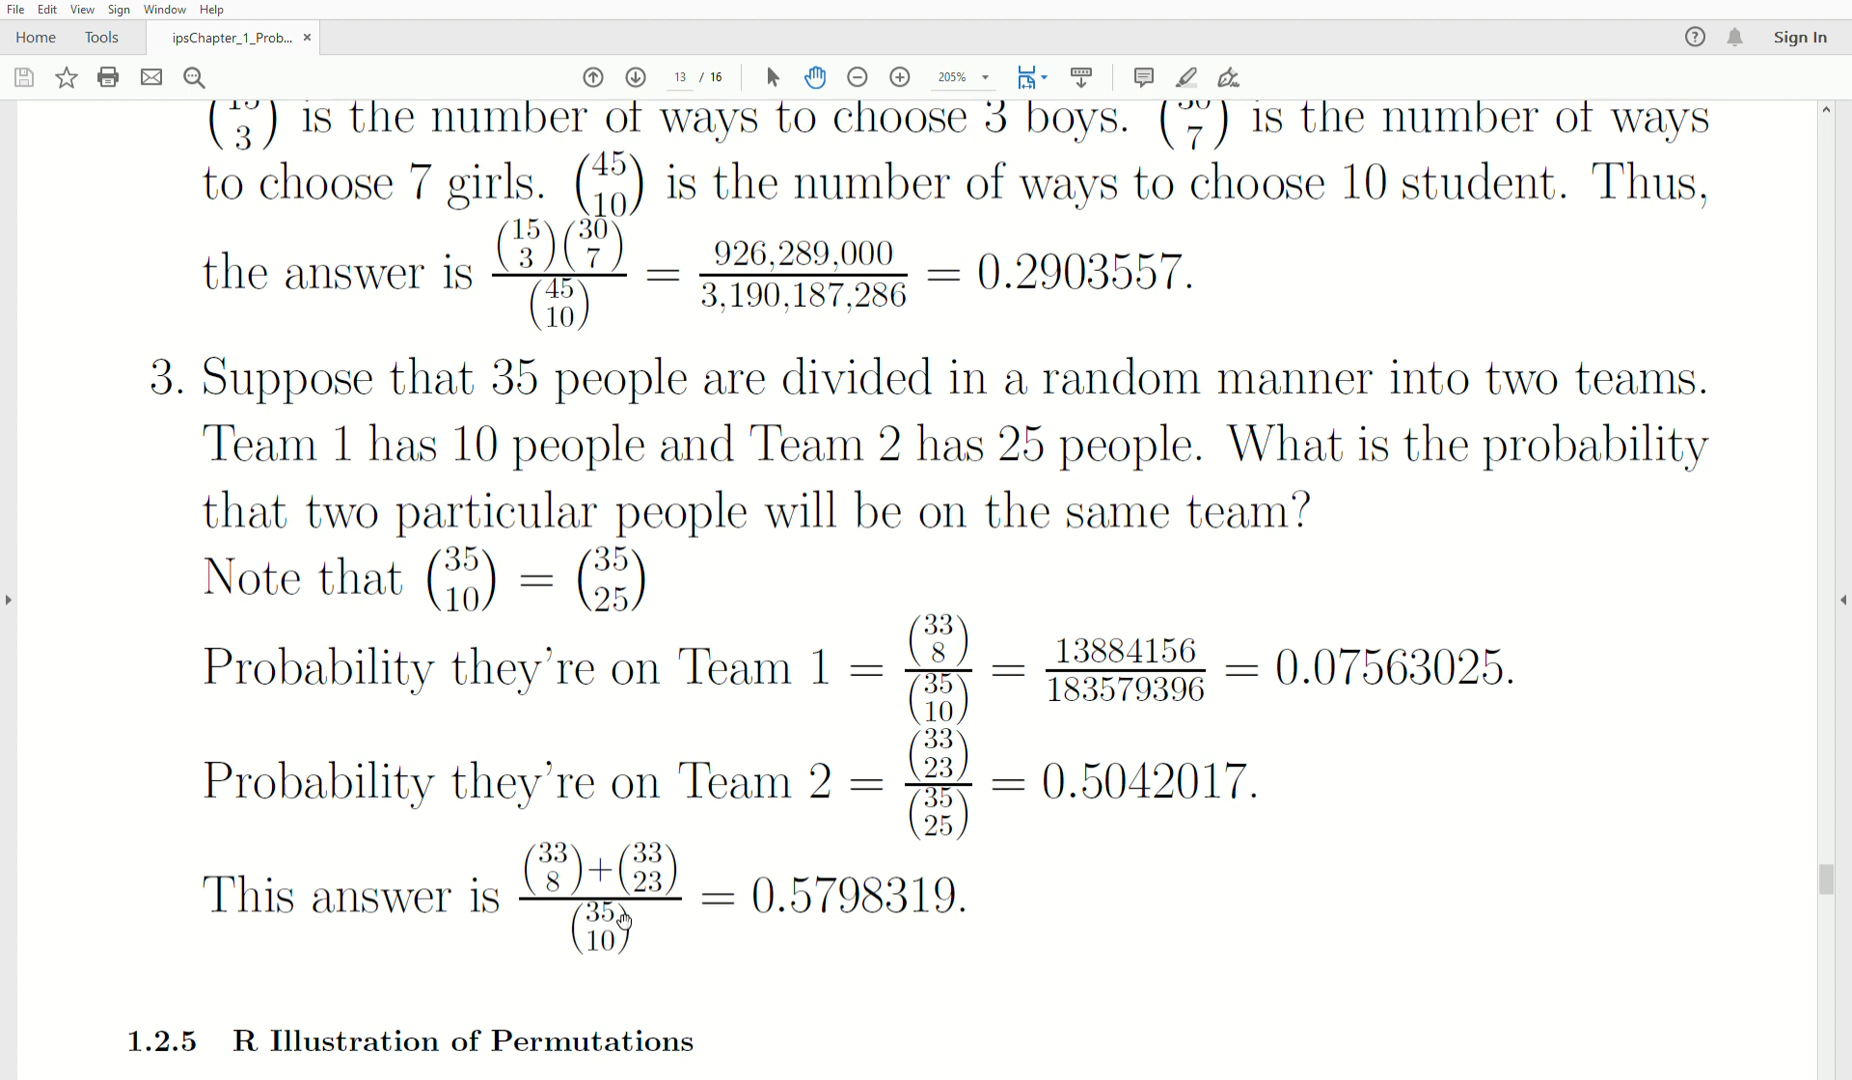 File Edit View Sign Window Help
Home Tools ipsChapter_1_Prob... × ? Sign In
13 / 16 205%
(15 3) is the number of ways to choose 3 boys. (30 7) is the number of ways
to choose 7 girls. (45 10) is the number of ways to choose 10 student. Thus,
the answer is (15 3)(30 7) / (45 10) = 926,289,000 / 3,190,187,286 = 0.2903557.
3. Suppose that 35 people are divided in a random manner into two teams.
Team 1 has 10 people and Team 2 has 25 people. What is the probability
that two particular people will be on the same team?
Note that (35 10) = (35 25)
Probability they're on Team 1 = (33 8) / (35 10) = 13884156 / 183579396 = 0.07563025.
Probability they're on Team 2 = (33 23) / (35 25) = 0.5042017.
This answer is (33 8)+(33 23) / (35 10) = 0.5798319.
1.2.5 R Illustration of Permutations